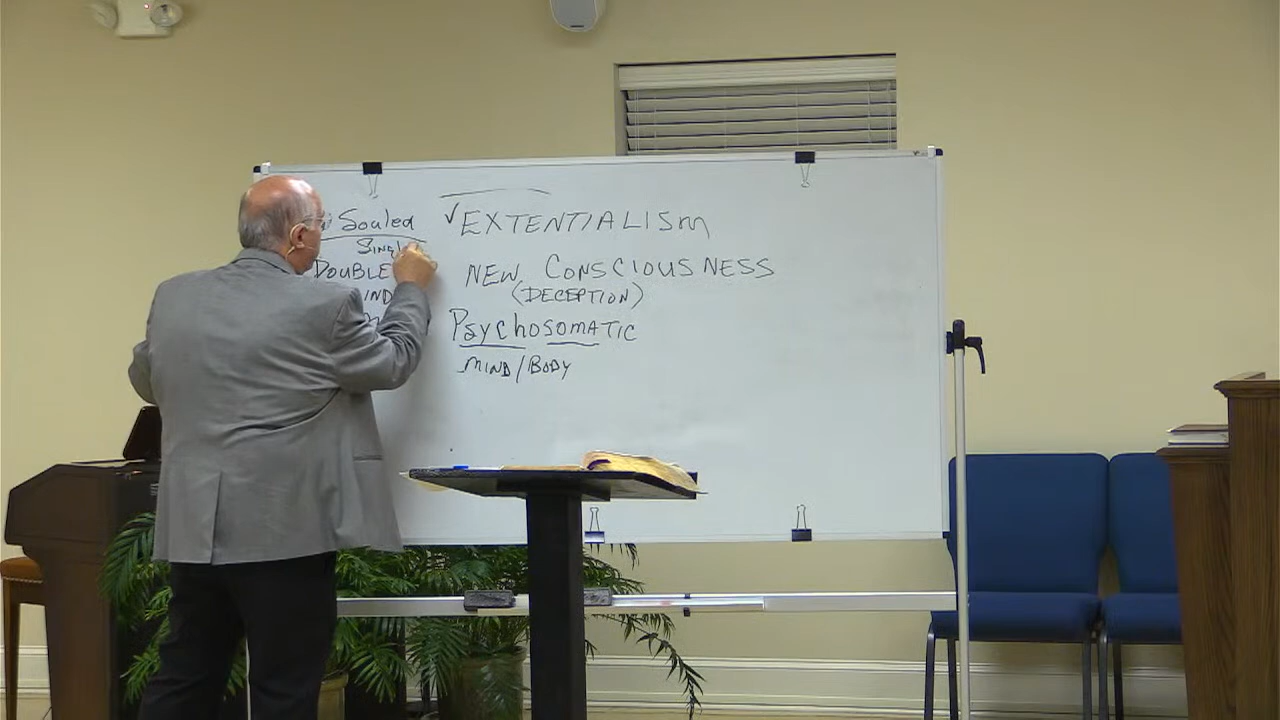 Souled
DOUBLE
✓EXTENTIALISM
NEW CONSCIOUSNESS
(DECEPTION)
Psychosomatic
MIND/BODY